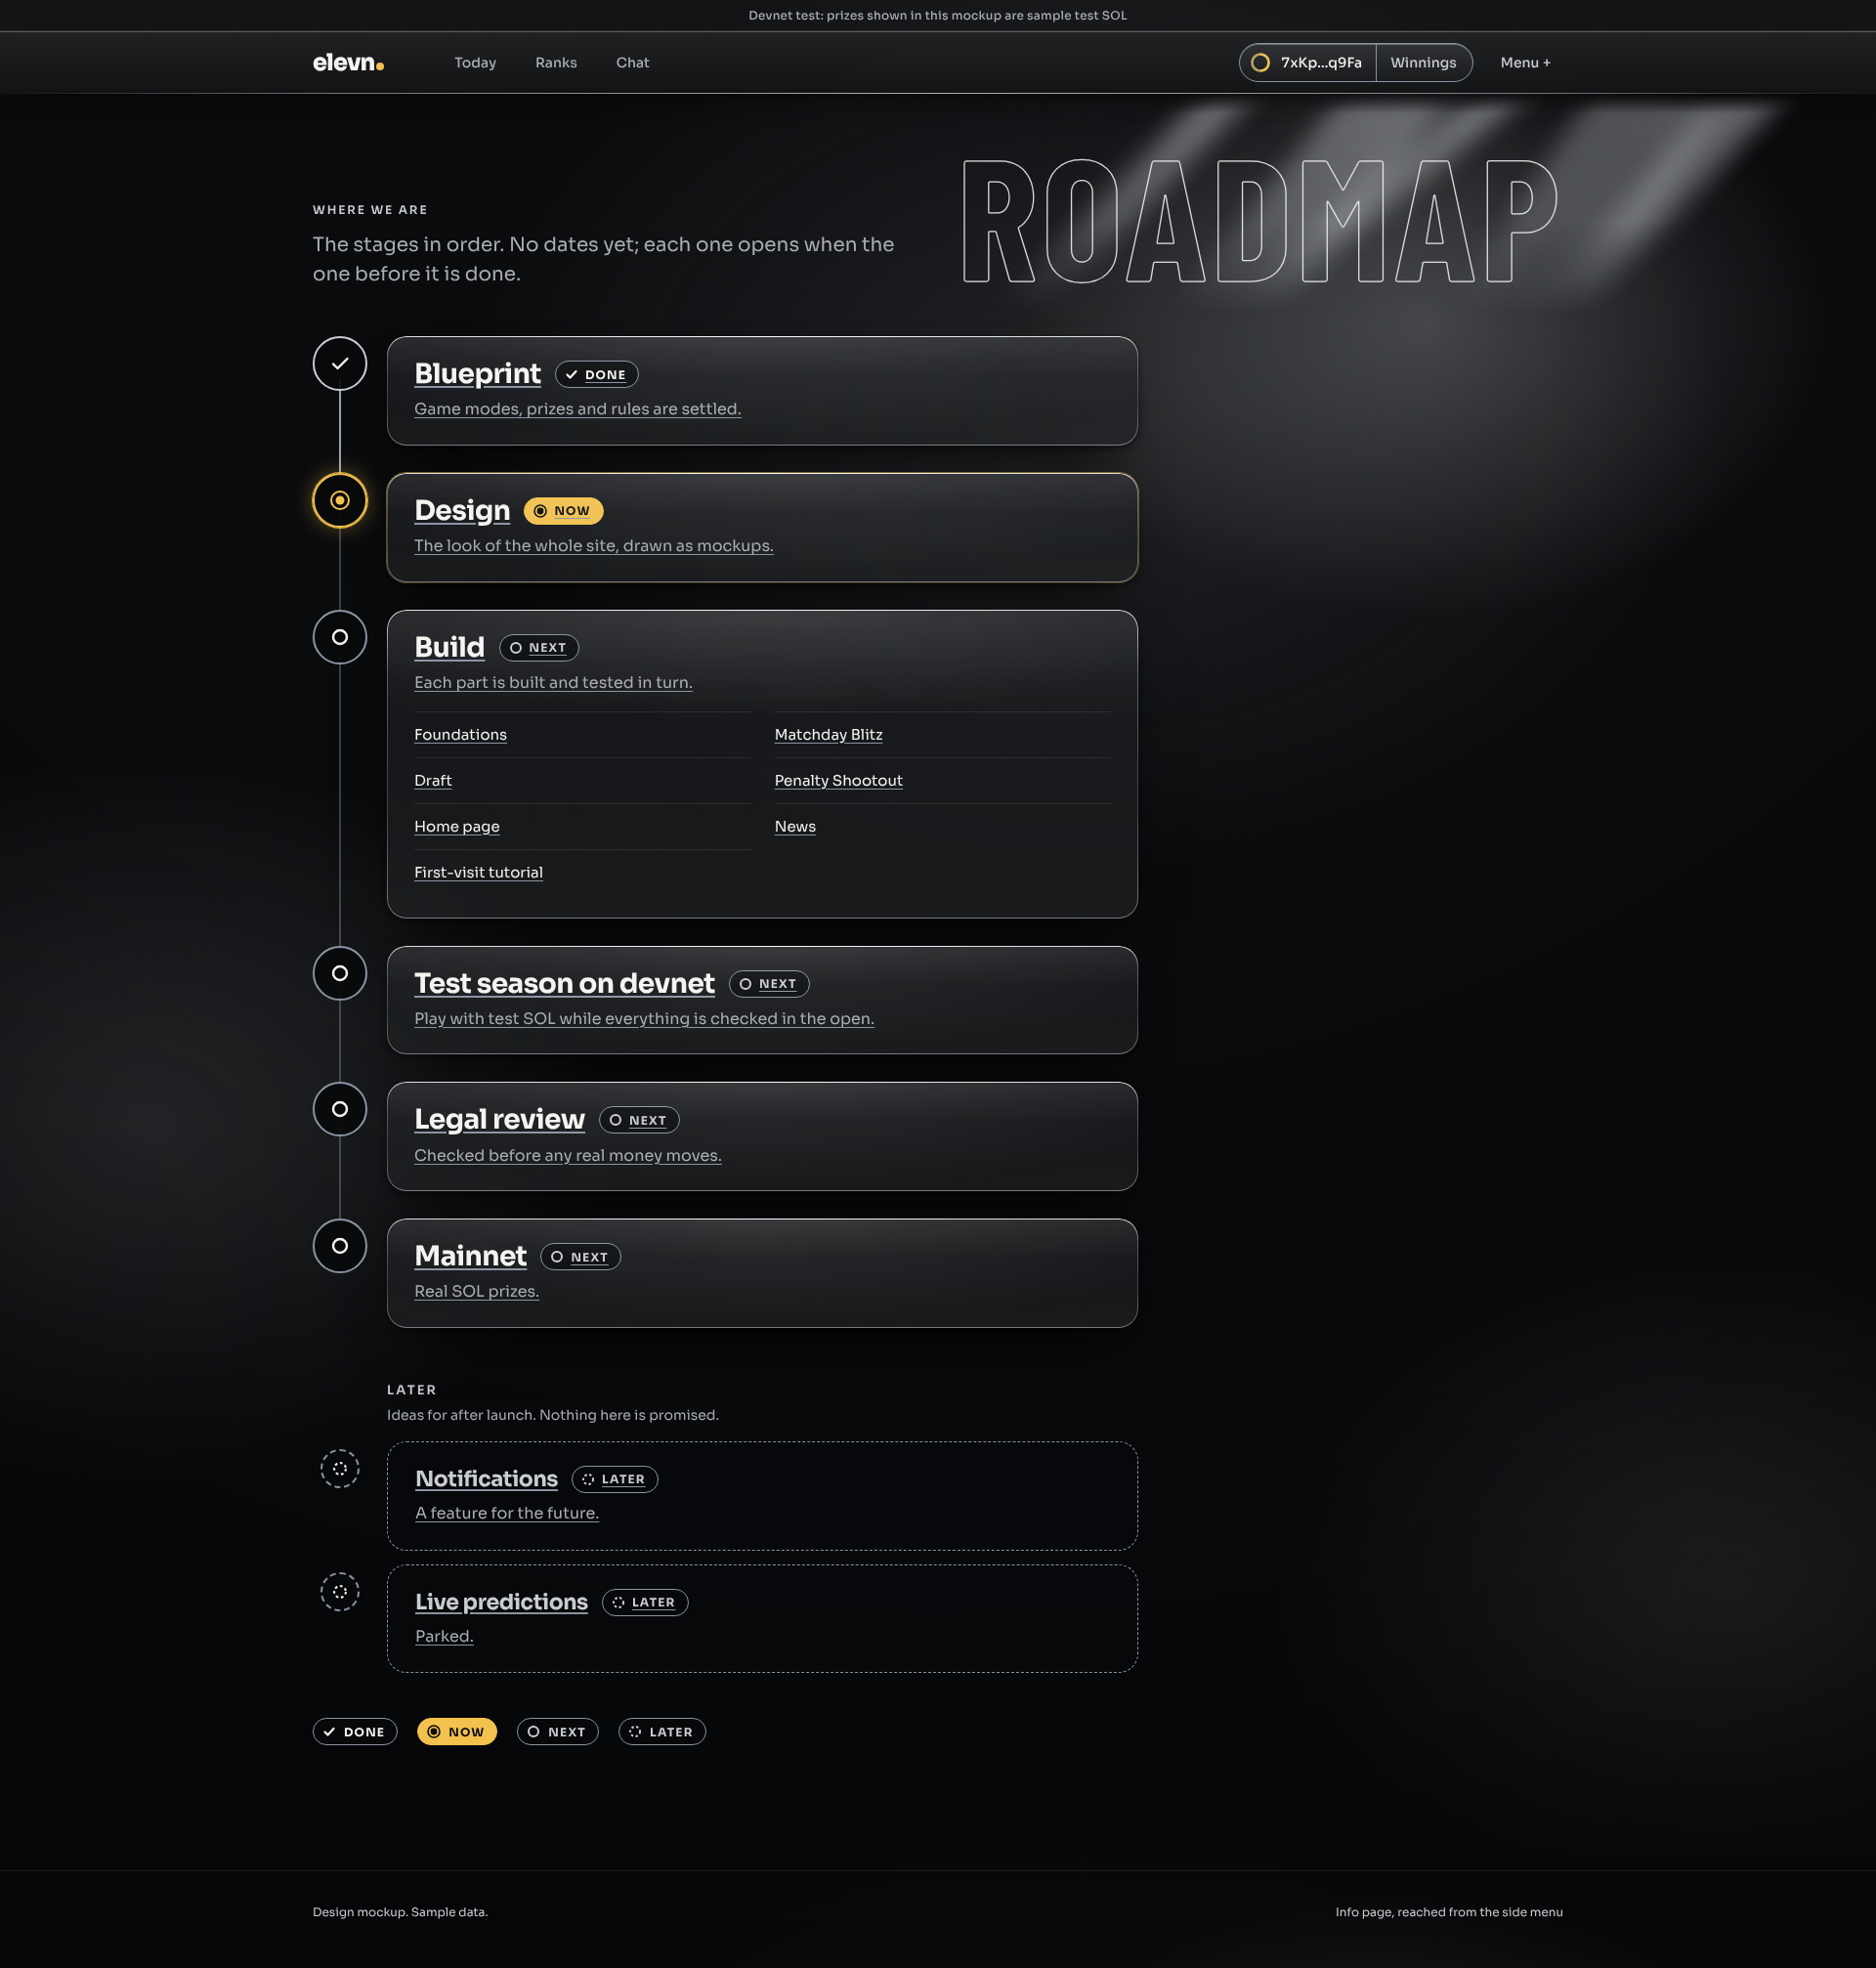 Devnet test: prizes shown in this mockup are sample test SOL
elevn.
Today
Ranks
Chat
7xKp...q9Fa
Winnings
Menu +
ROADMAP
WHERE WE ARE
The stages in order. No dates yet; each one opens when the
one before it is done.
Blueprint
DONE
Game modes, prizes and rules are settled.
Design
NOW
The look of the whole site, drawn as mockups.
Build
NEXT
Each part is built and tested in turn.
Foundations
Draft
Home page
First-visit tutorial
Matchday Blitz
Penalty Shootout
News
Test season on devnet
NEXT
Play with test SOL while everything is checked in the open.
Legal review
NEXT
Checked before any real money moves.
Mainnet
NEXT
Real SOL prizes.
LATER
Ideas for after launch. Nothing here is promised.
Notifications
LATER
A feature for the future.
Live predictions
LATER
Parked.
DONE
NOW
NEXT
LATER
Design mockup. Sample data.
Info page, reached from the side menu